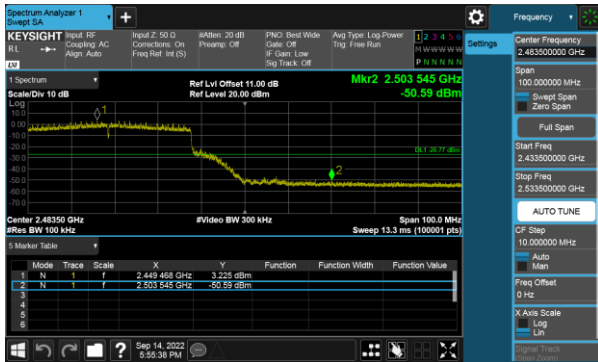 Spectrum Analyzer 1
Swept SA
+
Frequency
KEYSIGHT
RL
Input: RF
Coupling: AC
Align: Auto
Input Z: 50 Ω
Corrections: On
Freq Ref: Int (S)
#Atten: 20 dB
Preamp: Off
PNO: Best Wide
Gate: Off
IF Gain: Low
Sig Track: Off
Avg Type: Log-Power
Trig: Free Run
1 2 3 4 5 6
M W W W W W
P N N N N N
Settings
Center Frequency
2.483500000 GHz
Span
100.000000 MHz
Swept Span
Zero Span
Full Span
Start Freq
2.433500000 GHz
Stop Freq
2.533500000 GHz
AUTO TUNE
CF Step
10.000000 MHz
Auto
Man
Freq Offset
0 Hz
X Axis Scale
Log
Lin
Signal Track
(Span Zoom)
1 Spectrum
Scale/Div 10 dB
Ref Lvl Offset 11.00 dB
Ref Level 20.00 dBm
Mkr2 2.503 545 GHz
-50.59 dBm
Log
10.0
0.00
-10.0
-20.0
-30.0
-40.0
-50.0
-60.0
-70.0
1
2
DL1 -26.77 dBm
Center 2.48350 GHz
#Res BW 100 kHz
#Video BW 300 kHz
Span 100.0 MHz
Sweep 13.3 ms (100001 pts)
5 Marker Table
Mode Trace Scale X Y Function Function Width Function Value
1 N 1 f 2.449 468 GHz 3.225 dBm
2 N 1 f 2.503 545 GHz -50.59 dBm
3
4
5
6
?
Sep 14, 2022
5:55:38 PM